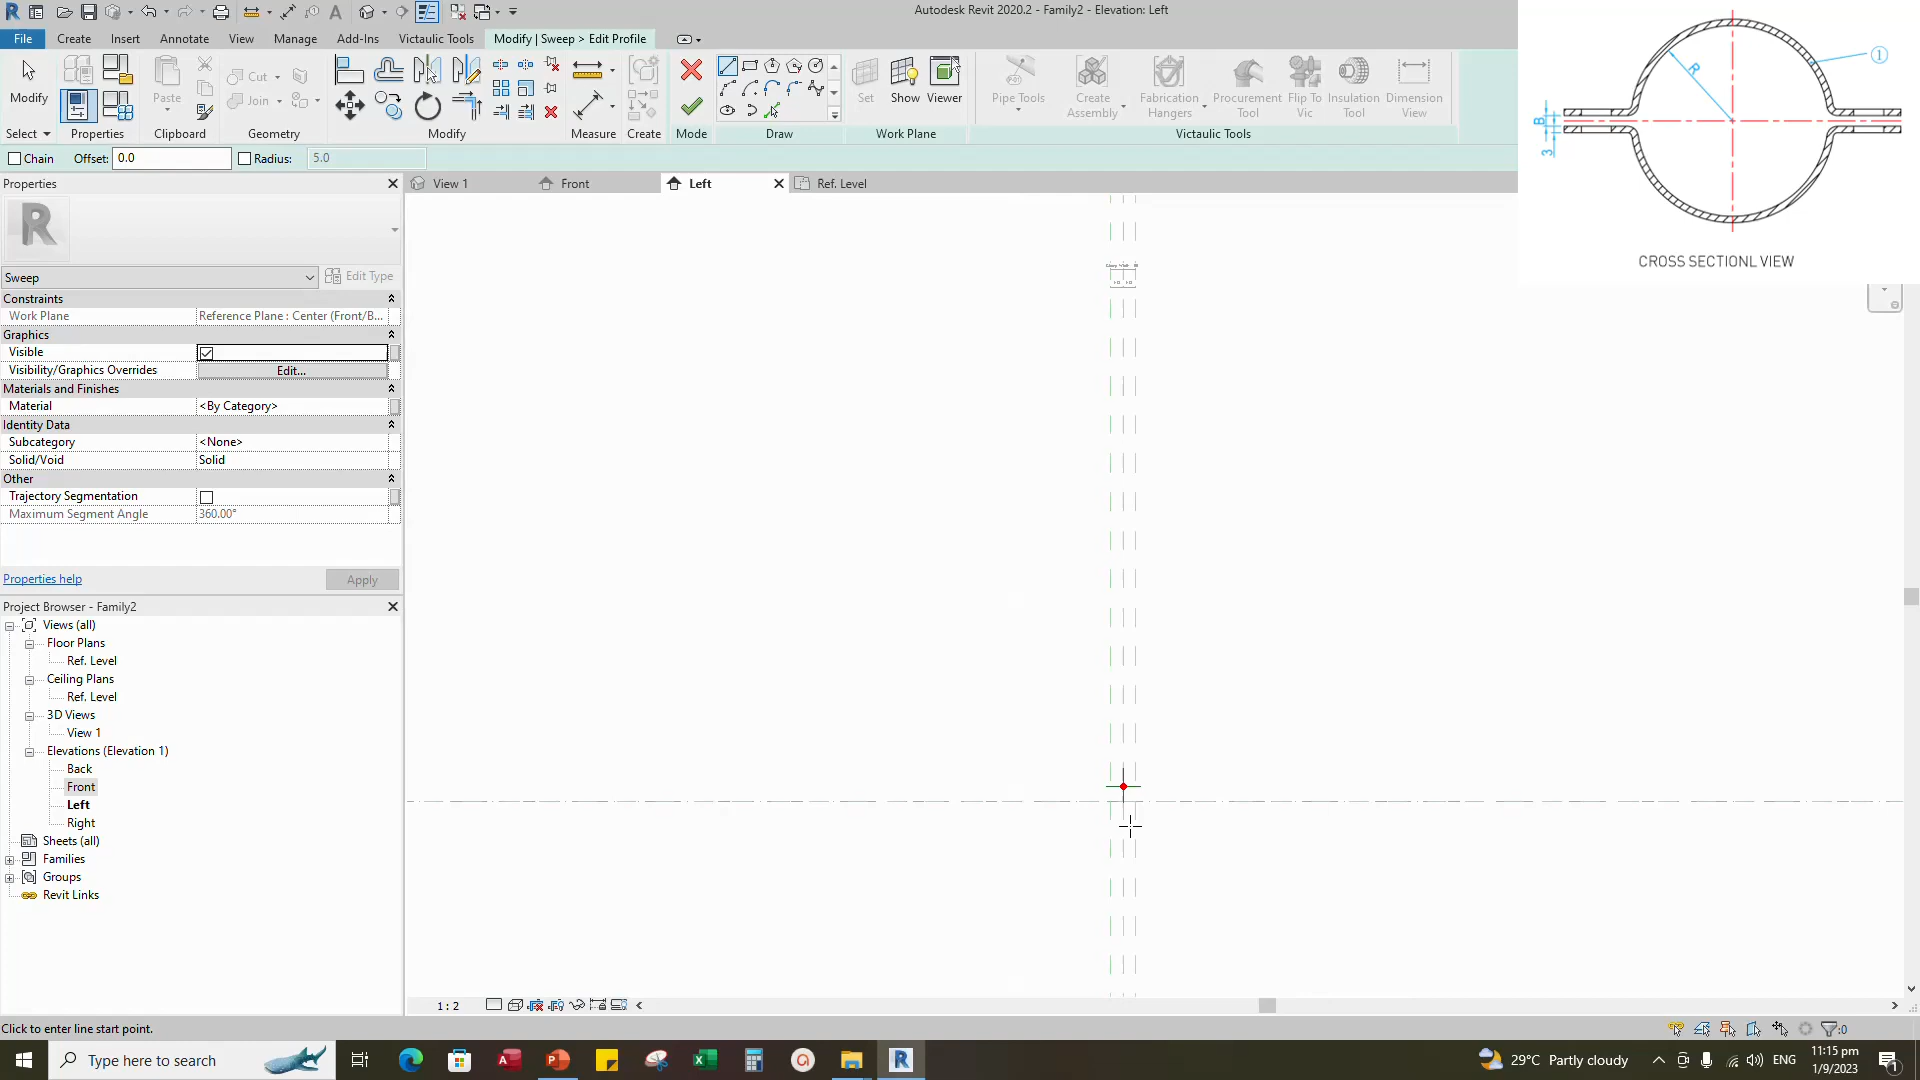 Autodesk Revit 2020.2 - Family2 - Elevation: Left
File Create Insert Annotate View Manage Add-Ins Victaulic Tools Modify | Sweep > Edit Profile
Modify
Paste
Cut
Join
Set Show Viewer
Pipe Tools
Create
Assembly
Fabrication
Hangers
Procurement
Tool
Flip To
Vic
Insulation
Tool
Dimension
View
Select Properties Clipboard Geometry Modify Measure Create Mode Draw Work Plane Victaulic Tools
Chain Offset: 0.0 Radius: 5.0
Properties
View 1 Front Left Ref. Level
R
1
B
3
CROSS SECTIONL VIEW
Sweep Edit Type
Constraints
Work Plane Reference Plane : Center (Front/B...
Graphics
Visible
Visibility/Graphics Overrides Edit...
Materials and Finishes
Material <By Category>
Identity Data
Subcategory <None>
Solid/Void Solid
Other
Trajectory Segmentation
Maximum Segment Angle 360.00°
Properties help Apply
Project Browser - Family2
Views (all)
Floor Plans
Ref. Level
Ceiling Plans
Ref. Level
3D Views
View 1
Elevations (Elevation 1)
Back
Front
Left
Right
Sheets (all)
Families
Groups
Revit Links
1 : 2
Click to enter line start point.
:0
Type here to search
29°C Partly cloudy
ENG
11:15 pm
1/9/2023